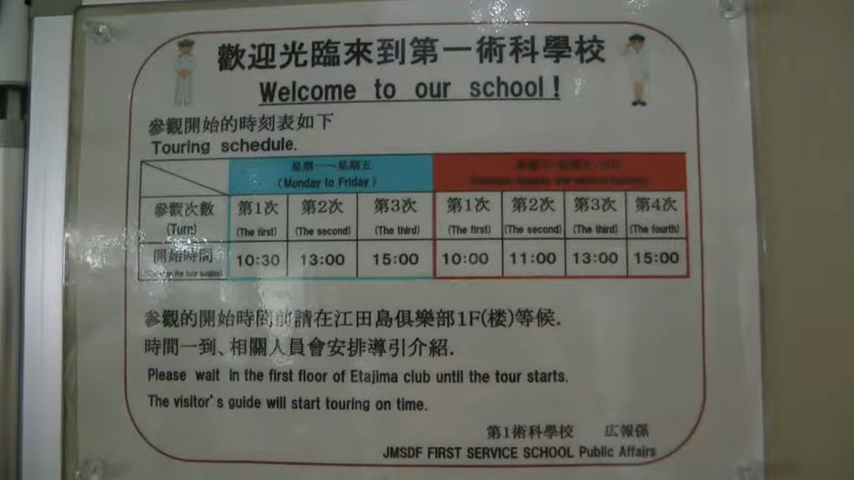 歡迎光臨來到第一術科學校
Welcome to our school!
參觀開始的時刻表如下
Touring schedule.
星期一～星期五
(Monday to Friday)
參觀次數 第1次 第2次 第3次 第1次 第2次 第3次 第4次
(Turn) (The first) (The second) (The third) (The first) (The second) (The third) (The fourth)
開始時間 10:30 13:00 15:00 10:00 11:00 13:00 15:00
參觀的開始時間前請在江田島俱樂部1F(楼)等候.
時間一到、相關人員會安排導引介紹.
Please wait in the first floor of Etajima club until the tour starts.
The visitor's guide will start touring on time.
第1術科學校 広報係
JMSDF FIRST SERVICE SCHOOL Public Affairs